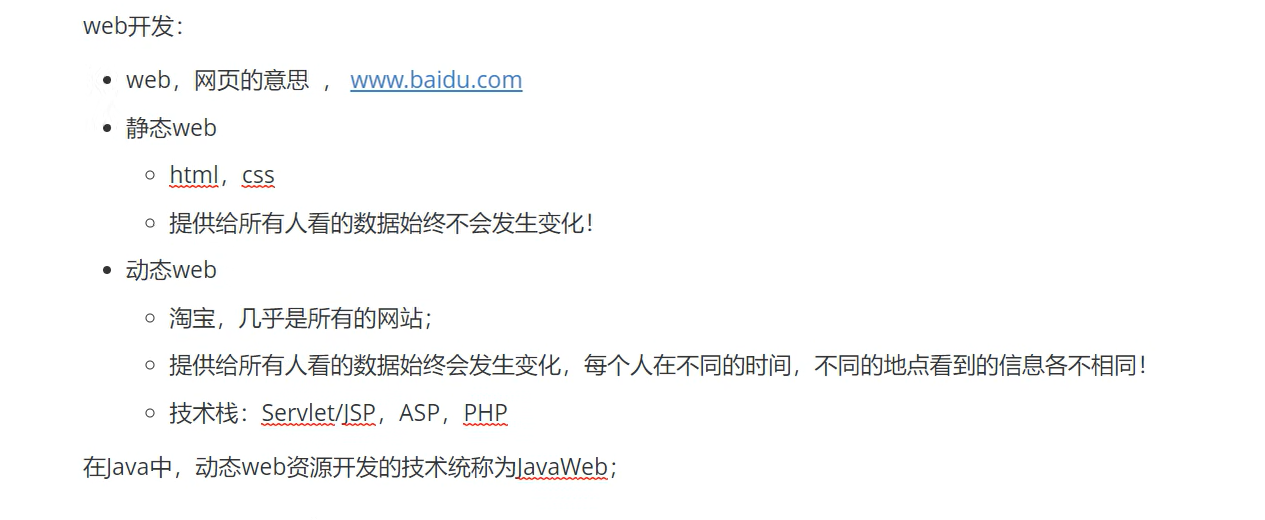 web开发：
web，网页的意思 ， www.baidu.com
静态web
html，css
提供给所有人看的数据始终不会发生变化！
动态web
淘宝，几乎是所有的网站；
提供给所有人看的数据始终会发生变化，每个人在不同的时间，不同的地点看到的信息各不相同！
技术栈：Servlet/JSP，ASP，PHP
在Java中，动态web资源开发的技术统称为JavaWeb；